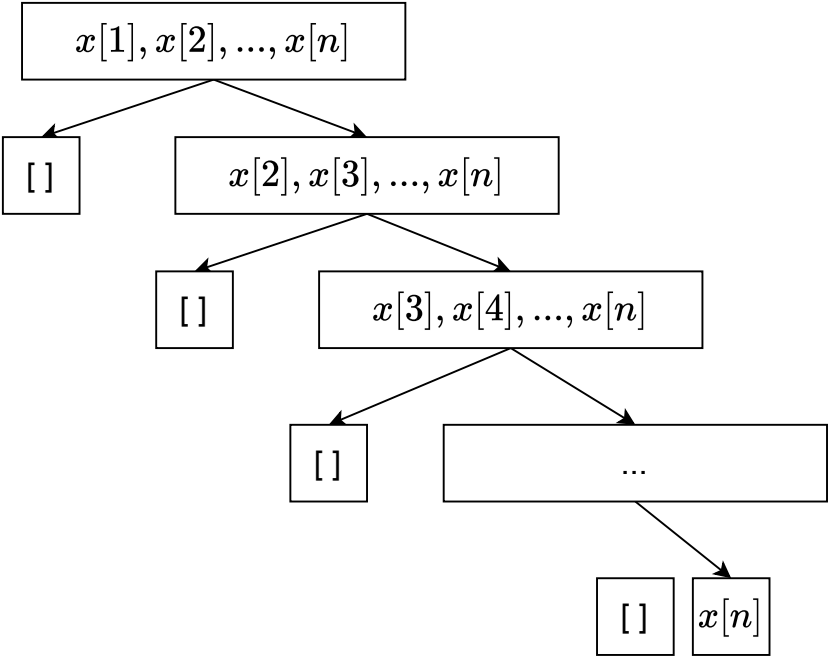 x[1], x[2], ..., x[n]
[ ]
x[2], x[3], ..., x[n]
[ ]
x[3], x[4], ..., x[n]
[ ]
...
[ ]
x[n]